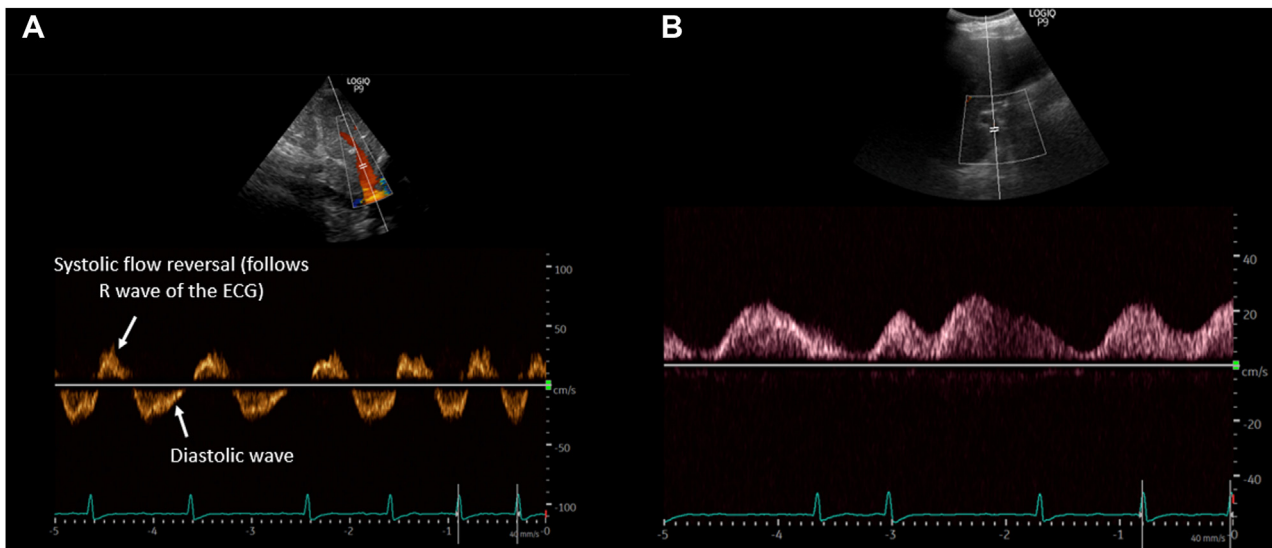 A
LOGIQ
P9
Systolic flow reversal (follows
R wave of the ECG)
Diastolic wave
100
50
cm/s
-50
-100
-5
-4
-3
-2
-1
-0
40 mm/s
B
LOGIQ
P9
40
20
cm/s
-20
-40
-5
-4
-3
-2
-1
0
40 mm/s